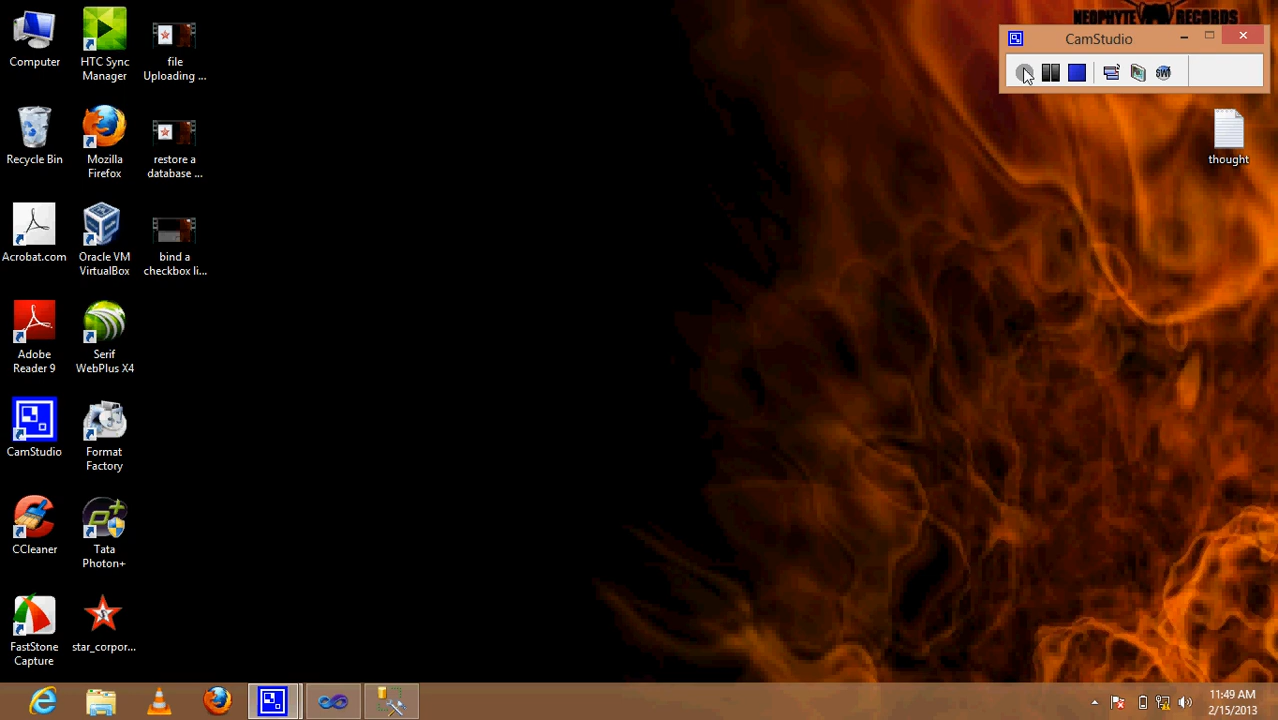 NEOPHYTE RECORDS
CamStudio
SWF
Computer
HTC Sync
Manager
file
Uploading ...
Recycle Bin
Mozilla
Firefox
restore a
database ...
thought
Acrobat.com
Oracle VM
VirtualBox
bind a
checkbox li...
Adobe
Reader 9
Serif
WebPlus X4
CamStudio
Format
Factory
CCleaner
Tata
Photon+
FastStone
Capture
star_corpor...
11:49 AM
2/15/2013